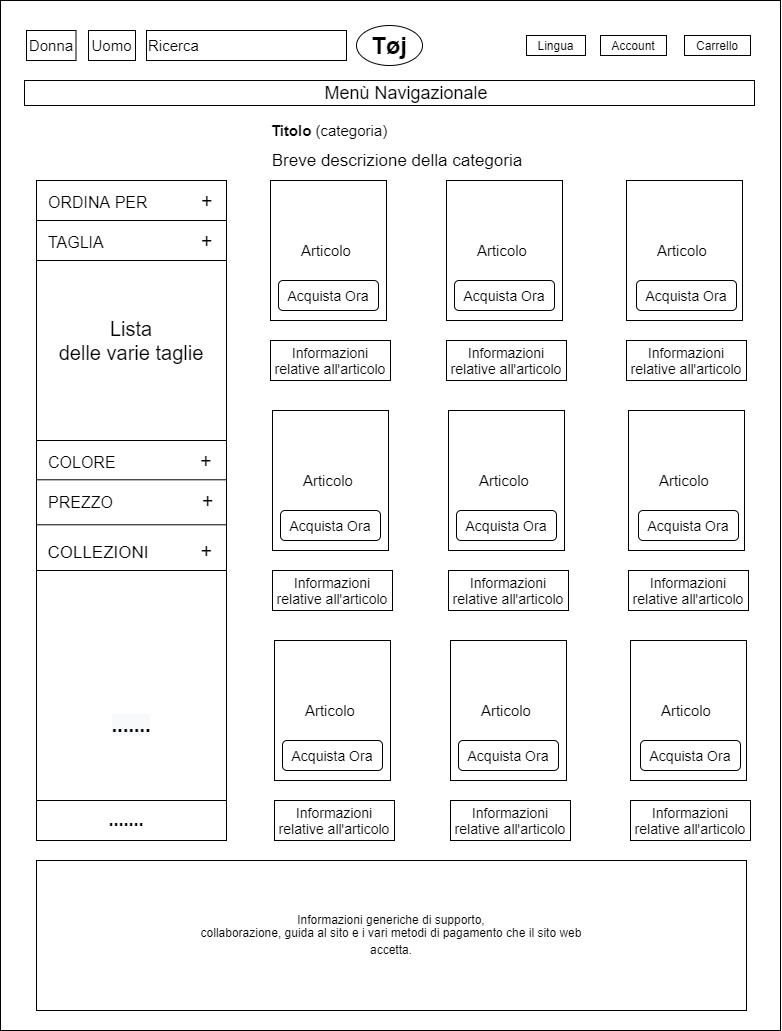 Donna
Uomo
Ricerca
Tøj
Lingua
Account
Carrello
Menù Navigazionale
Titolo (categoria)
Breve descrizione della categoria
ORDINA PER +
TAGLIA +
Lista
delle varie taglie
COLORE +
PREZZO +
COLLEZIONI +
.......
.......
Articolo
Acquista Ora
Informazioni
relative all'articolo
Articolo
Acquista Ora
Informazioni
relative all'articolo
Articolo
Acquista Ora
Informazioni
relative all'articolo
Articolo
Acquista Ora
Informazioni
relative all'articolo
Articolo
Acquista Ora
Informazioni
relative all'articolo
Articolo
Acquista Ora
Informazioni
relative all'articolo
Articolo
Acquista Ora
Informazioni
relative all'articolo
Articolo
Acquista Ora
Informazioni
relative all'articolo
Articolo
Acquista Ora
Informazioni
relative all'articolo
Informazioni generiche di supporto,
collaborazione, guida al sito e i vari metodi di pagamento che il sito web
accetta.